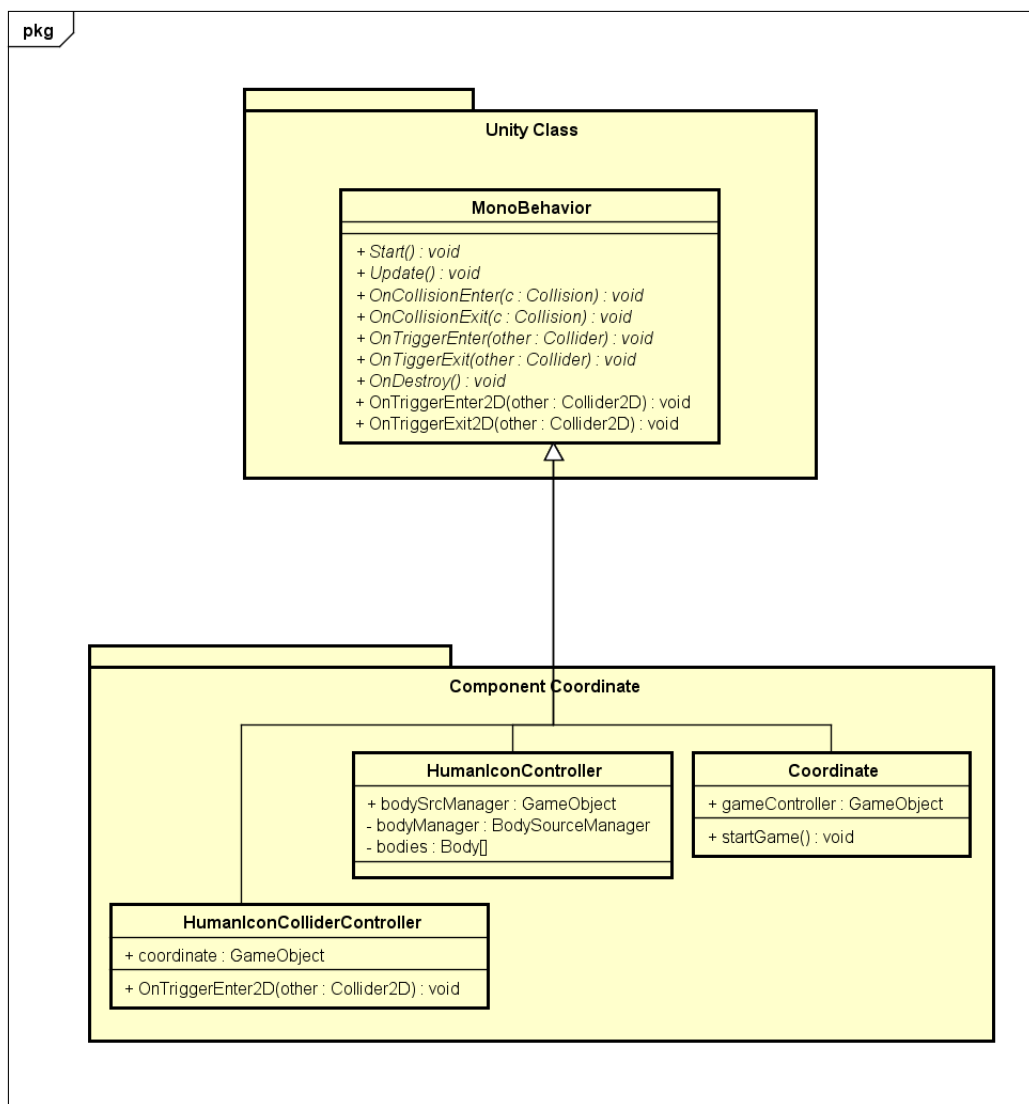 pkg
Unity Class
MonoBehavior
+ Start() : void
+ Update() : void
+ OnCollisionEnter(c : Collision) : void
+ OnCollisionExit(c : Collision) : void
+ OnTriggerEnter(other : Collider) : void
+ OnTiggerExit(other : Collider) : void
+ OnDestroy() : void
+ OnTriggerEnter2D(other : Collider2D) : void
+ OnTriggerExit2D(other : Collider2D) : void
Component Coordinate
HumanIconController
+ bodySrcManager : GameObject
- bodyManager : BodySourceManager
- bodies : Body[]
Coordinate
+ gameController : GameObject
+ startGame() : void
HumanIconColliderController
+ coordinate : GameObject
+ OnTriggerEnter2D(other : Collider2D) : void